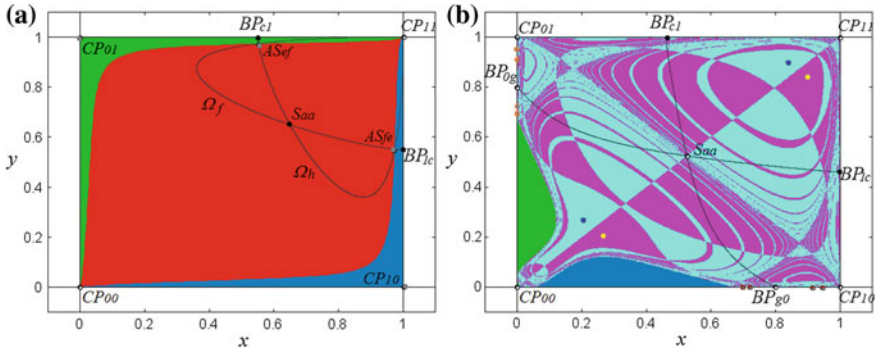 (a)
BPc1
CP11
CP01
ASef
Ωf
Saa
ASfe
BP1c
Ωh
CP10
CP00
y
1
0.8
0.6
0.4
0.2
0
0
0.2
0.4
0.6
0.8
1
x
(b)
BPc1
CP01
CP11
BP0g
Saa
BP1c
CP00
BPg0
CP10
y
1
0.8
0.6
0.4
0.2
0
0
0.2
0.4
0.6
0.8
1
x